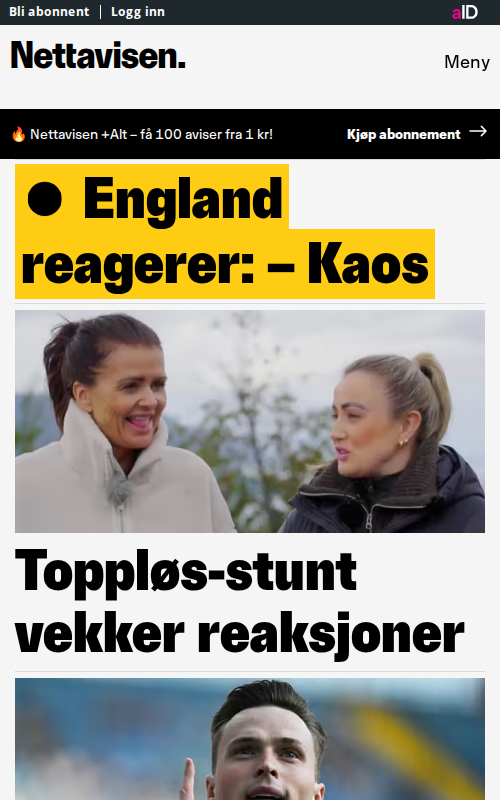 Bli abonnent | Logg inn
aID
Nettavisen.
Meny
🔥 Nettavisen +Alt – få 100 aviser fra 1 kr!
Kjøp abonnement →
● England
reagerer: – Kaos
Toppløs-stunt
vekker reaksjoner